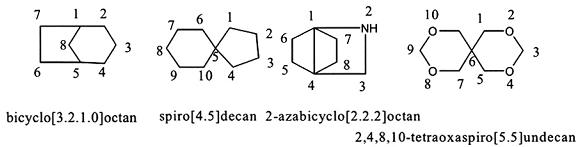 7 1 2
8 3
6 5 4
bicyclo[3.2.1.0]octan
7 6 1
2
8 5
3
9 10 4
spiro[4.5]decan
1 2
6 7 NH
5 8
4 3
2-azabicyclo[2.2.2]octan
10 1 2
O O
9 6 3
O O
8 7 5 4
2,4,8,10-tetraoxaspiro[5.5]undecan